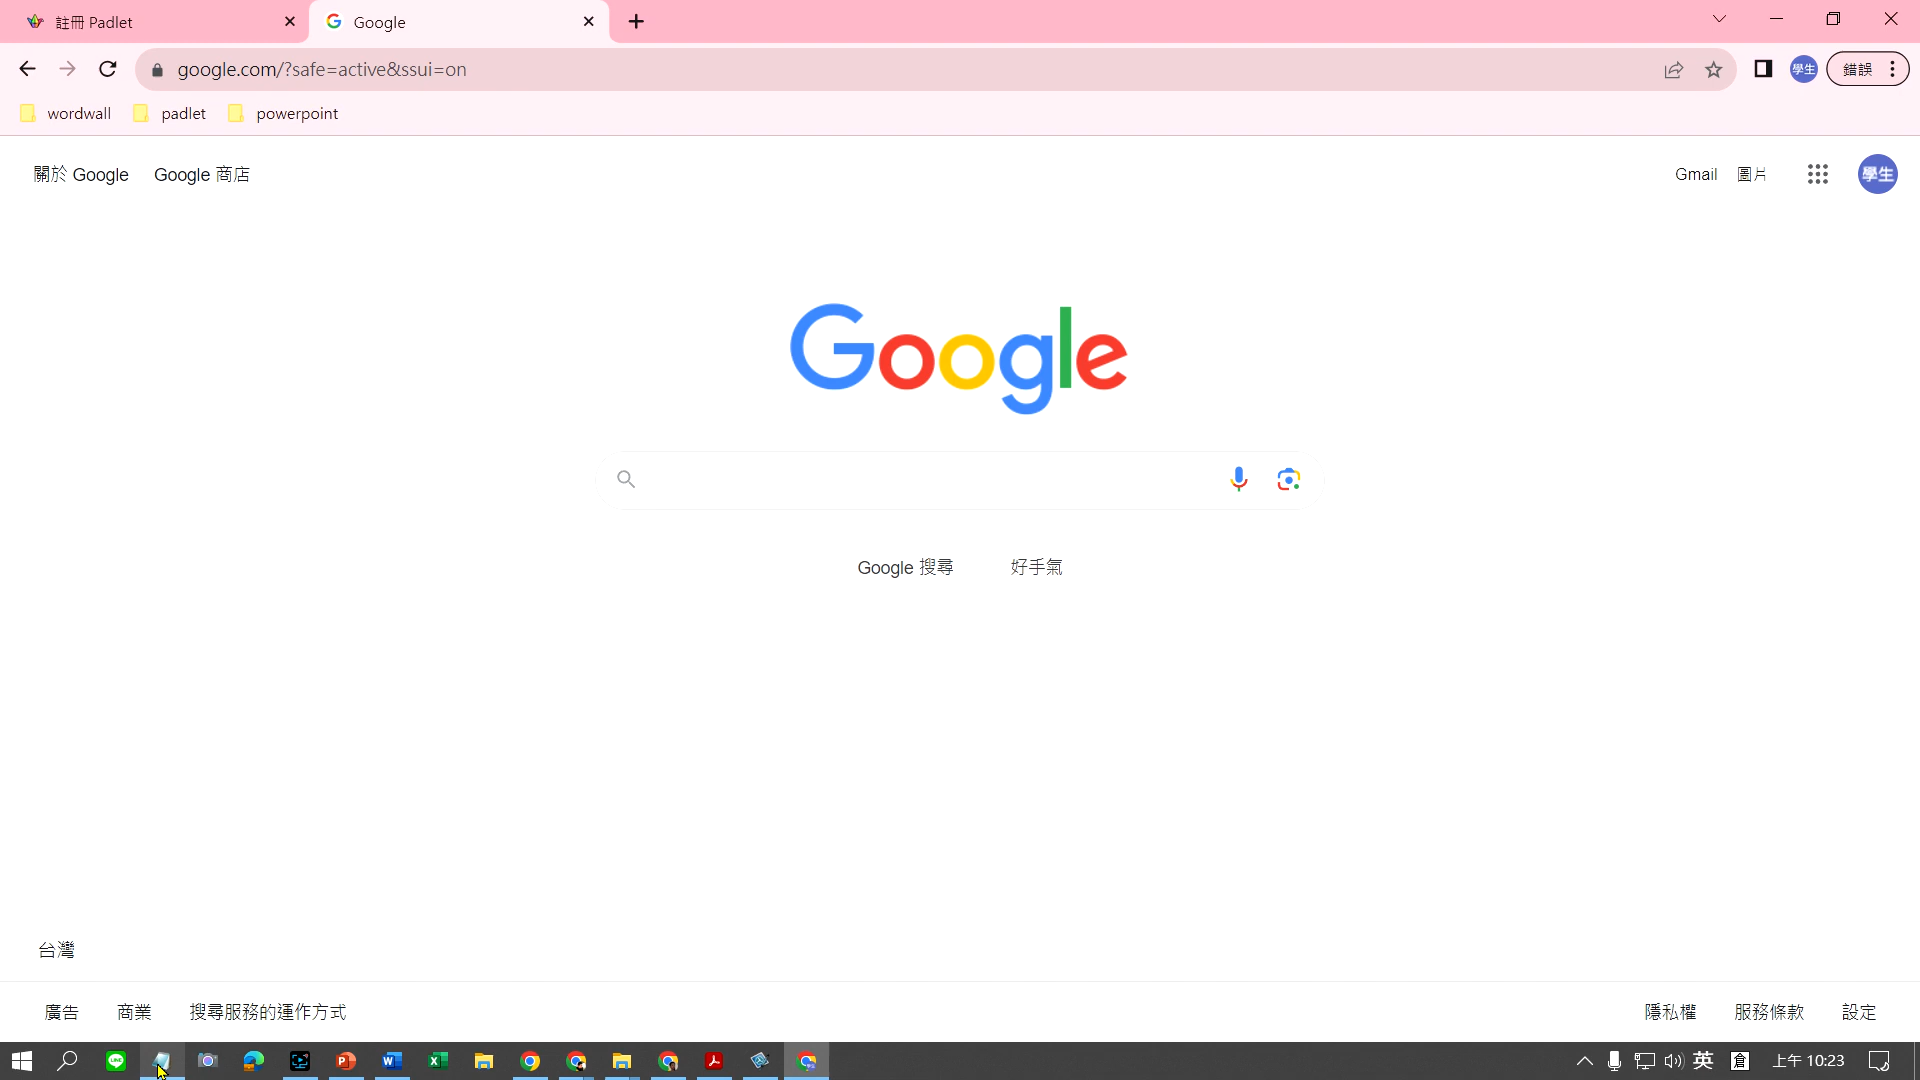 註冊 Padlet
Google
google.com/?safe=active&ssui=on
學生
錯誤
wordwall
padlet
powerpoint
關於 Google
Google 商店
Gmail
圖片
學生
Google
Google 搜尋
好手氣
台灣
廣告
商業
搜尋服務的運作方式
隱私權
服務條款
設定
英
倉
上午 10:23